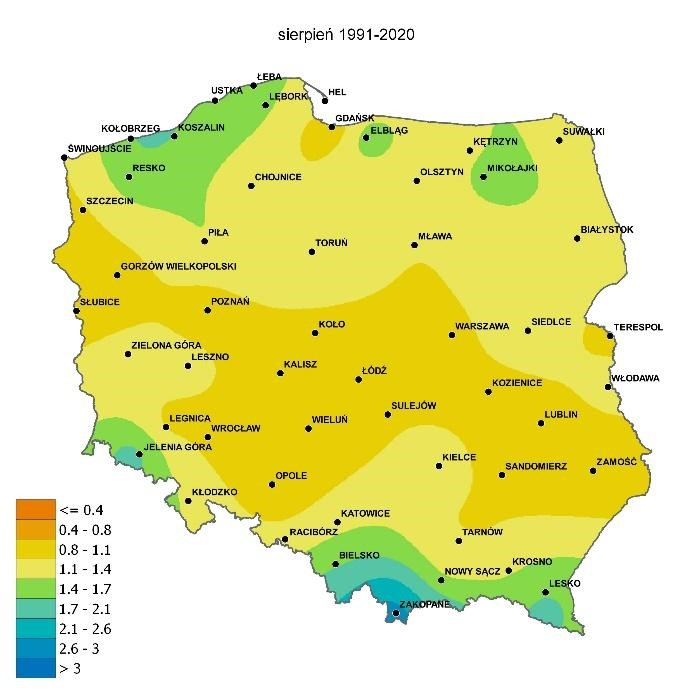 sierpień 1991-2020
ŁEBA
USTKA
HEL
LĘBORK
GDAŃSK
KOŁOBRZEG
KOSZALIN
ELBLĄG
SUWAŁKI
KĘTRZYN
ŚWINOUJŚCIE
RESKO
CHOJNICE
OLSZTYN
MIKOŁAJKI
SZCZECIN
PIŁA
TORUŃ
MŁAWA
BIAŁYSTOK
GORZÓW WIELKOPOLSKI
SŁUBICE
POZNAŃ
KOŁO
WARSZAWA
SIEDLCE
TERESPOL
ZIELONA GÓRA
LESZNO
KALISZ
ŁÓDŹ
KOZIENICE
WŁODAWA
LEGNICA
WROCŁAW
WIELUŃ
SULEJÓW
LUBLIN
JELENIA GÓRA
KIELCE
SANDOMIERZ
ZAMOŚĆ
OPOLE
KŁODZKO
KATOWICE
RACIBÓRZ
TARNÓW
BIELSKO
NOWY SĄCZ
KROSNO
LESKO
ZAKOPANE
<= 0.4
0.4 - 0.8
0.8 - 1.1
1.1 - 1.4
1.4 - 1.7
1.7 - 2.1
2.1 - 2.6
2.6 - 3
> 3